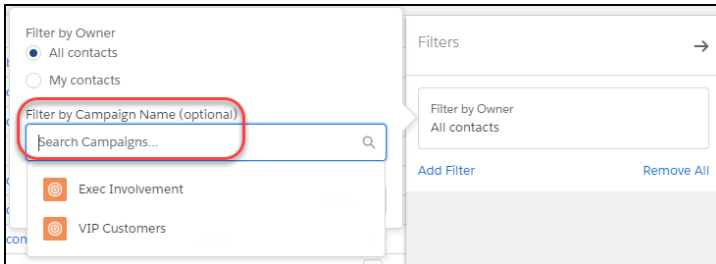 Filter by Owner
All contacts
My contacts
Filter by Campaign Name (optional)
Search Campaigns...
Exec Involvement
VIP Customers
con
Filters
Filter by Owner
All contacts
Add Filter
Remove All